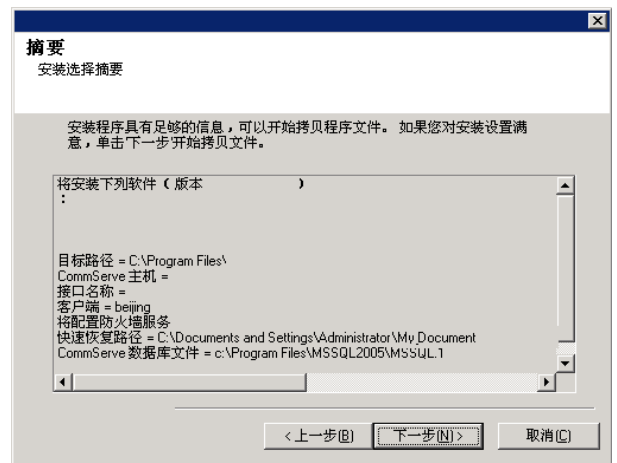 摘要
安装选择摘要
安装程序具有足够的信息，可以开始拷贝程序文件。 如果您对安装设置满
意，单击下一步开始拷贝文件。
将安装下列软件 ( 版本 )
:
目标路径 = C:\Program Files\
CommServe 主机 =
接口名称 =
客户端 = beijing
将配置防火墙服务
快速恢复路径 = C:\Documents and Settings\Administrator\My Document
CommServe 数据库文件 = c:\Program Files\MSSQL2005\MSSQL.1
< 上一步(B)
下一步(N) >
取消(C)